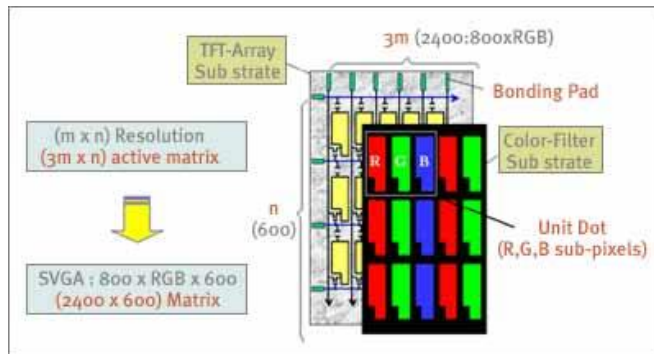 3m (2400:800xRGB)
TFT-Array
Sub strate
Bonding Pad
(m x n) Resolution
(3m x n) active matrix
Color-Filter
Sub strate
R G B
n
(600)
Unit Dot
(R,G,B sub-pixels)
SVGA : 800 x RGB x 600
(2400 x 600) Matrix